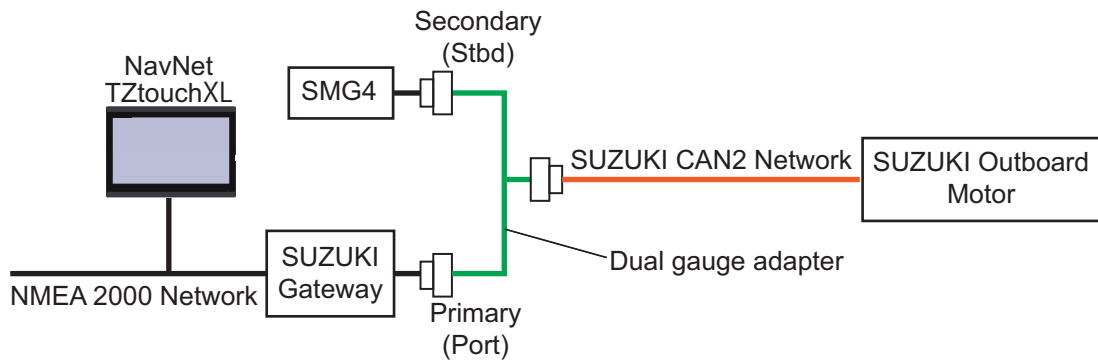 Secondary
(Stbd)
NavNet
TZtouchXL
SMG4
SUZUKI CAN2 Network
SUZUKI Outboard
Motor
SUZUKI
Gateway
Dual gauge adapter
NMEA 2000 Network
Primary
(Port)